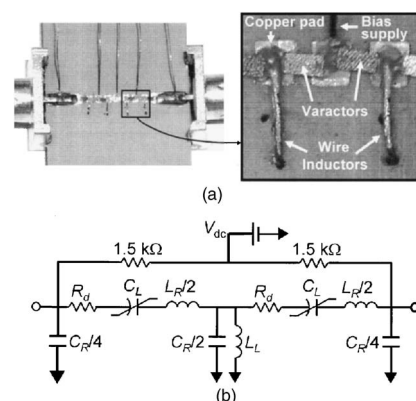 Copper pad
Bias
supply
Varactors
Wire
Inductors
(a)
V_dc
1.5 kΩ
1.5 kΩ
R_d
C_L
L_R/2
R_d
C_L
L_R/2
C_R/4
C_R/2
L_L
C_R/4
(b)